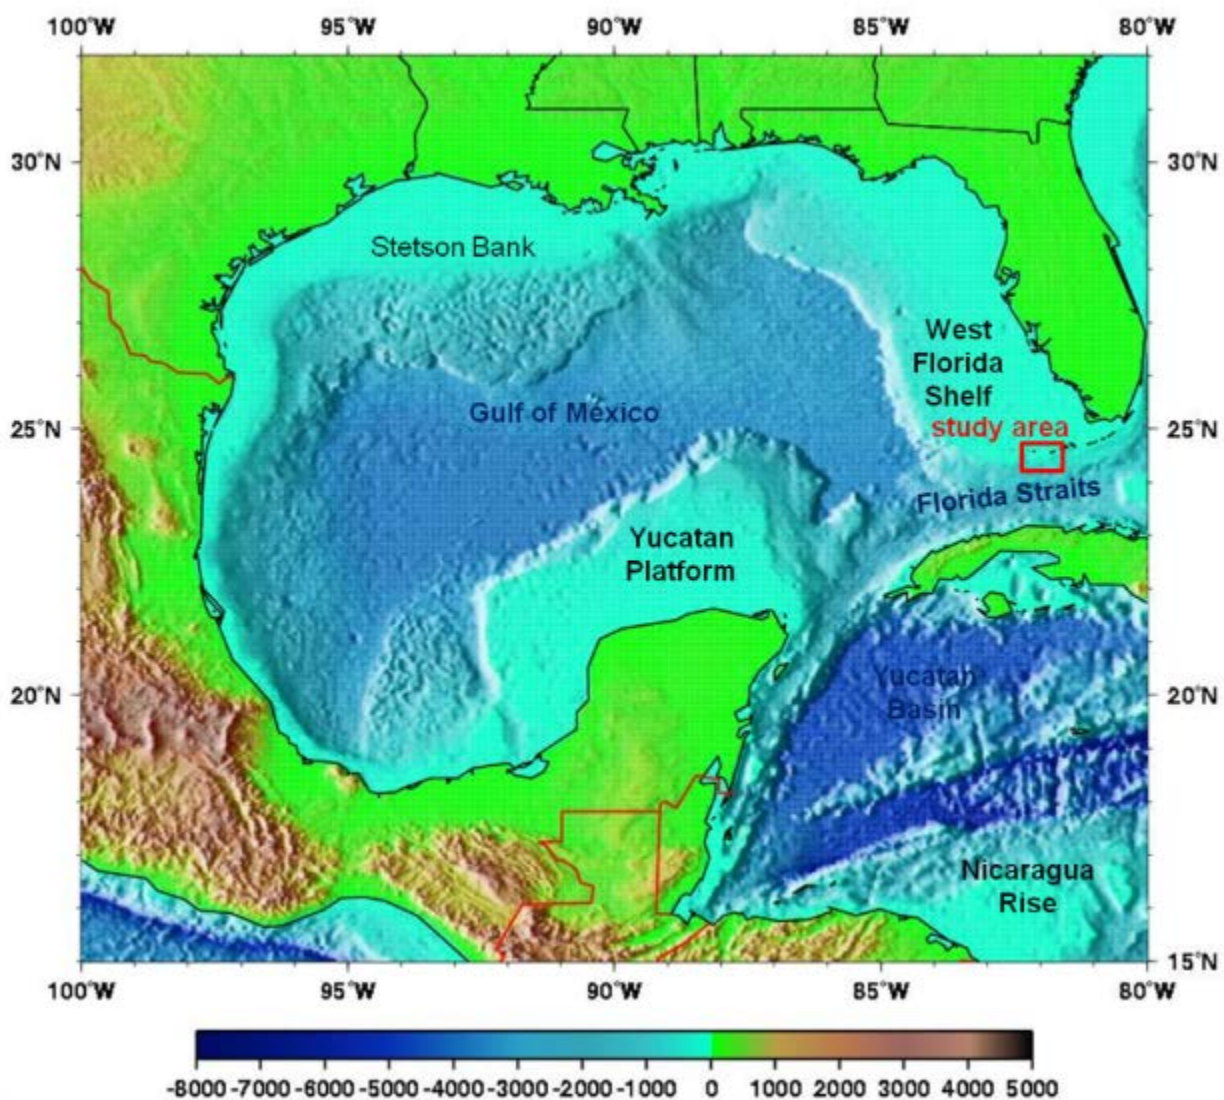 100°W 95°W 90°W 85°W 80°W
30°N 30°N
Stetson Bank
West
Florida
Shelf
Gulf of Mexico
25°N study area 25°N
Florida Straits
Yucatan
Platform
Yucatan
Basin
20°N 20°N
Nicaragua
Rise
15°N
100°W 95°W 90°W 85°W 80°W
-8000 -7000 -6000 -5000 -4000 -3000 -2000 -1000 0 1000 2000 3000 4000 5000